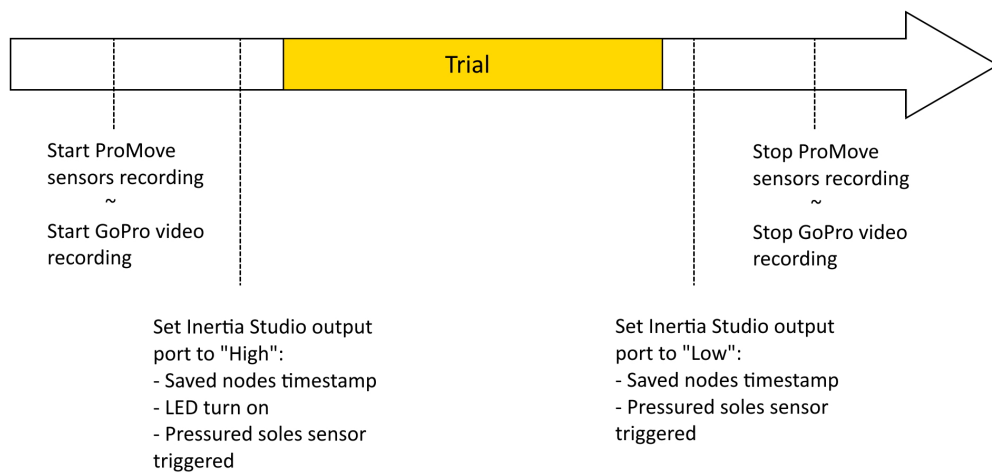 Trial
Start ProMove
sensors recording
~
Start GoPro video
recording
Stop ProMove
sensors recording
~
Stop GoPro video
recording
Set Inertia Studio output
port to "High":
- Saved nodes timestamp
- LED turn on
- Pressured soles sensor
triggered
Set Inertia Studio output
port to "Low":
- Saved nodes timestamp
- Pressured soles sensor
triggered